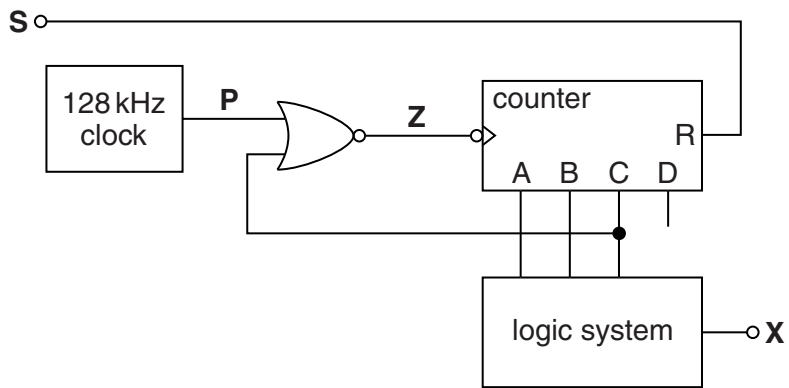 S
128 kHz
clock
P
Z
counter
R
A B C D
logic system
X